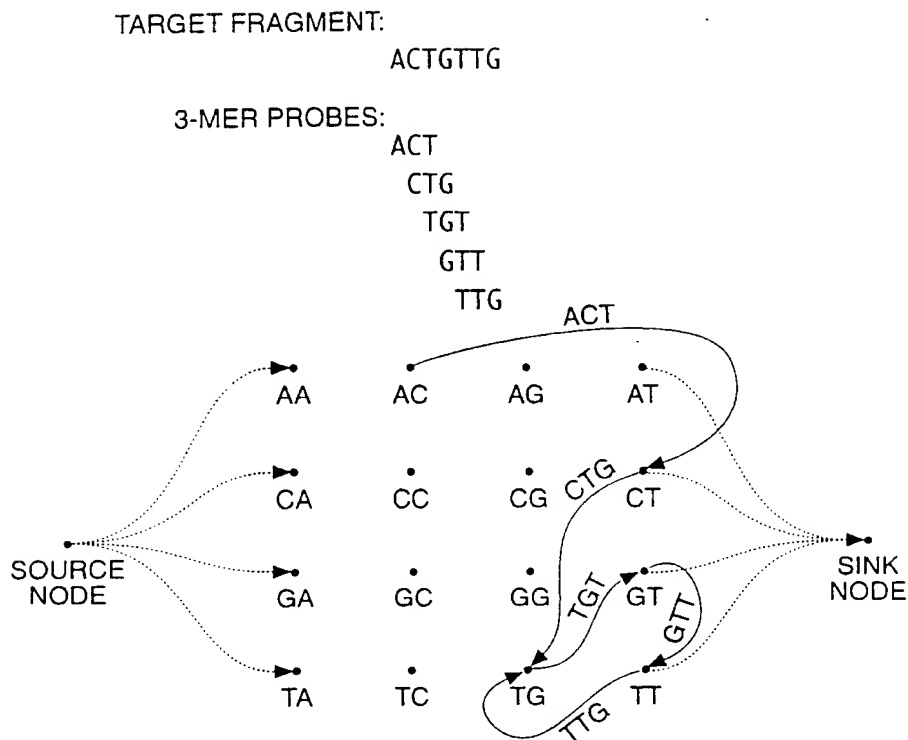 TARGET FRAGMENT:
ACTGTTG
3-MER PROBES:
ACT
CTG
TGT
GTT
TTG
ACT
AA AC AG AT
CTG
CA CC CG CT
SOURCE NODE
SINK NODE
TGT
GTT
GA GC GG GT
TTG
TA TC TG TT